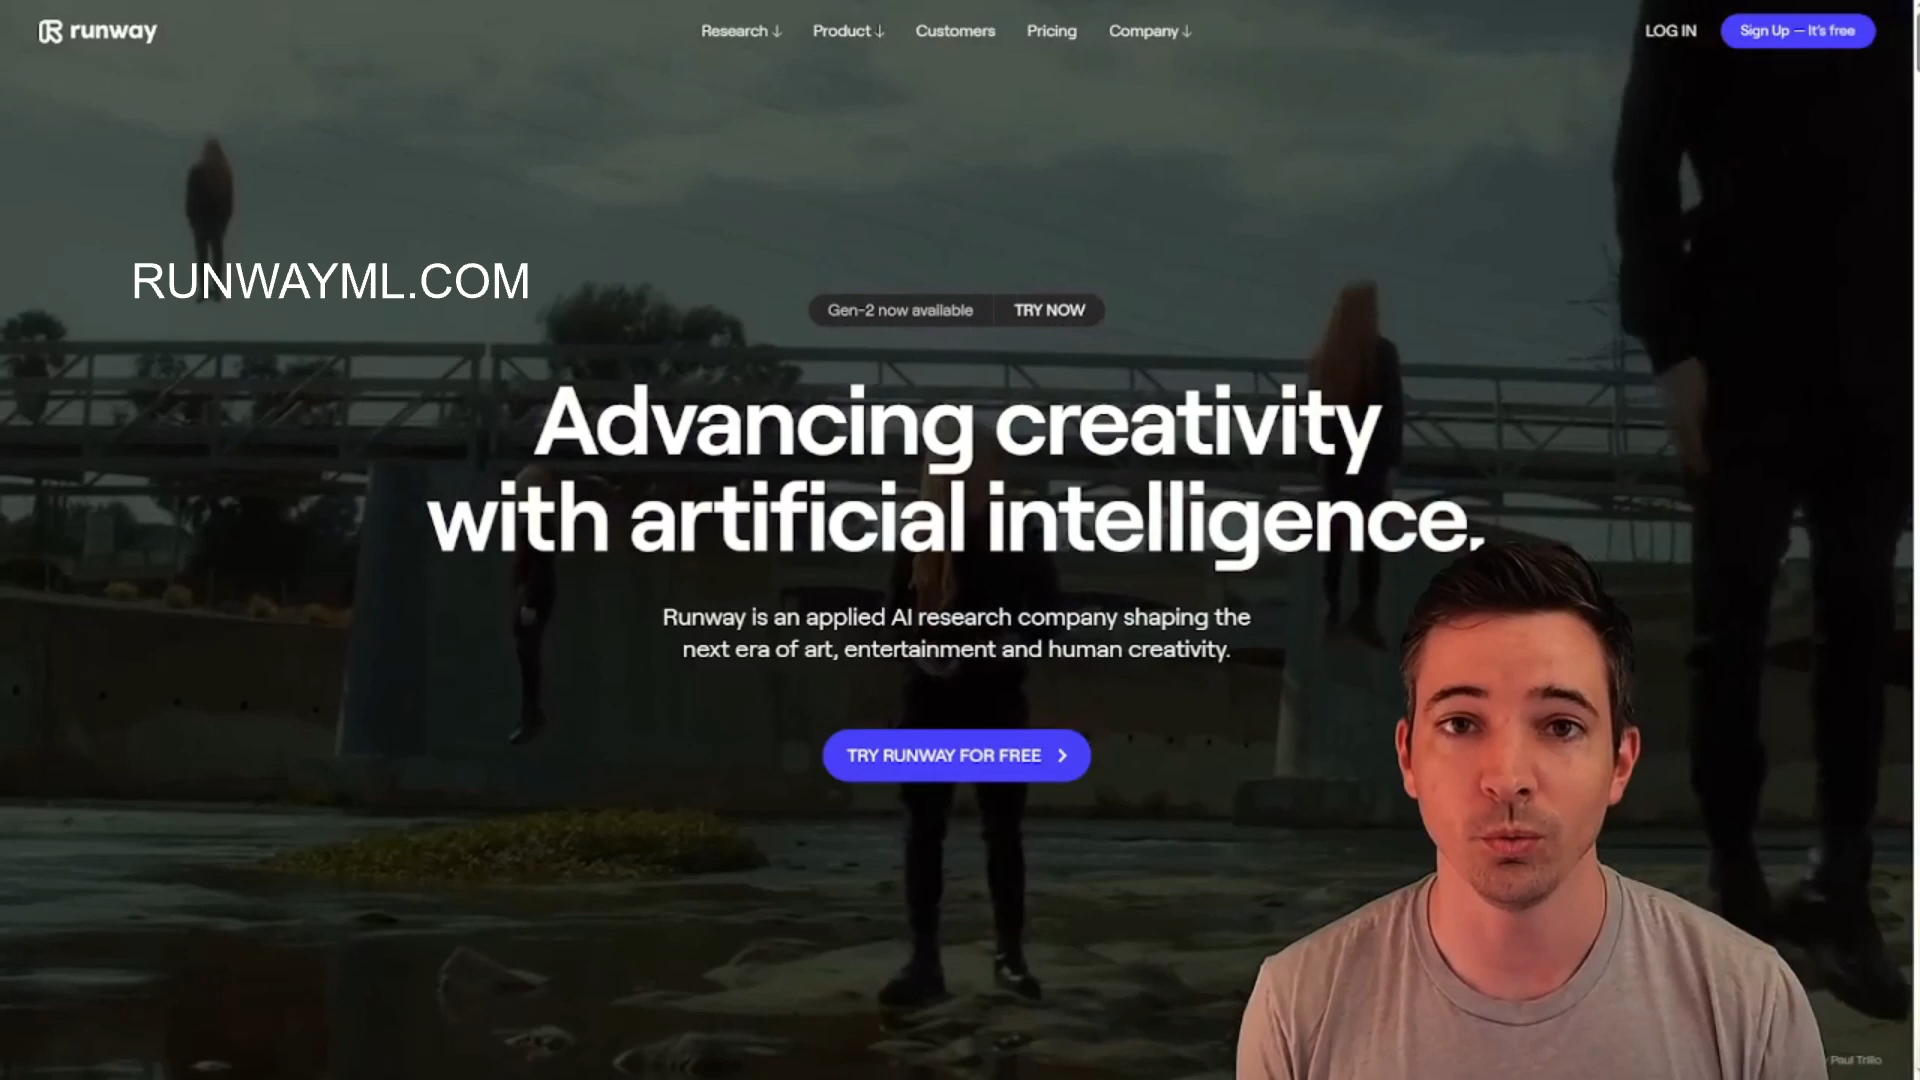 runway
Research ↓ Product ↓ Customers Pricing Company ↓
LOG IN
Sign Up — It's free
RUNWAYML.COM
Gen-2 now available TRY NOW
Advancing creativity
with artificial intelligence.
Runway is an applied AI research company shaping the
next era of art, entertainment and human creativity.
TRY RUNWAY FOR FREE >
Paul Trillo